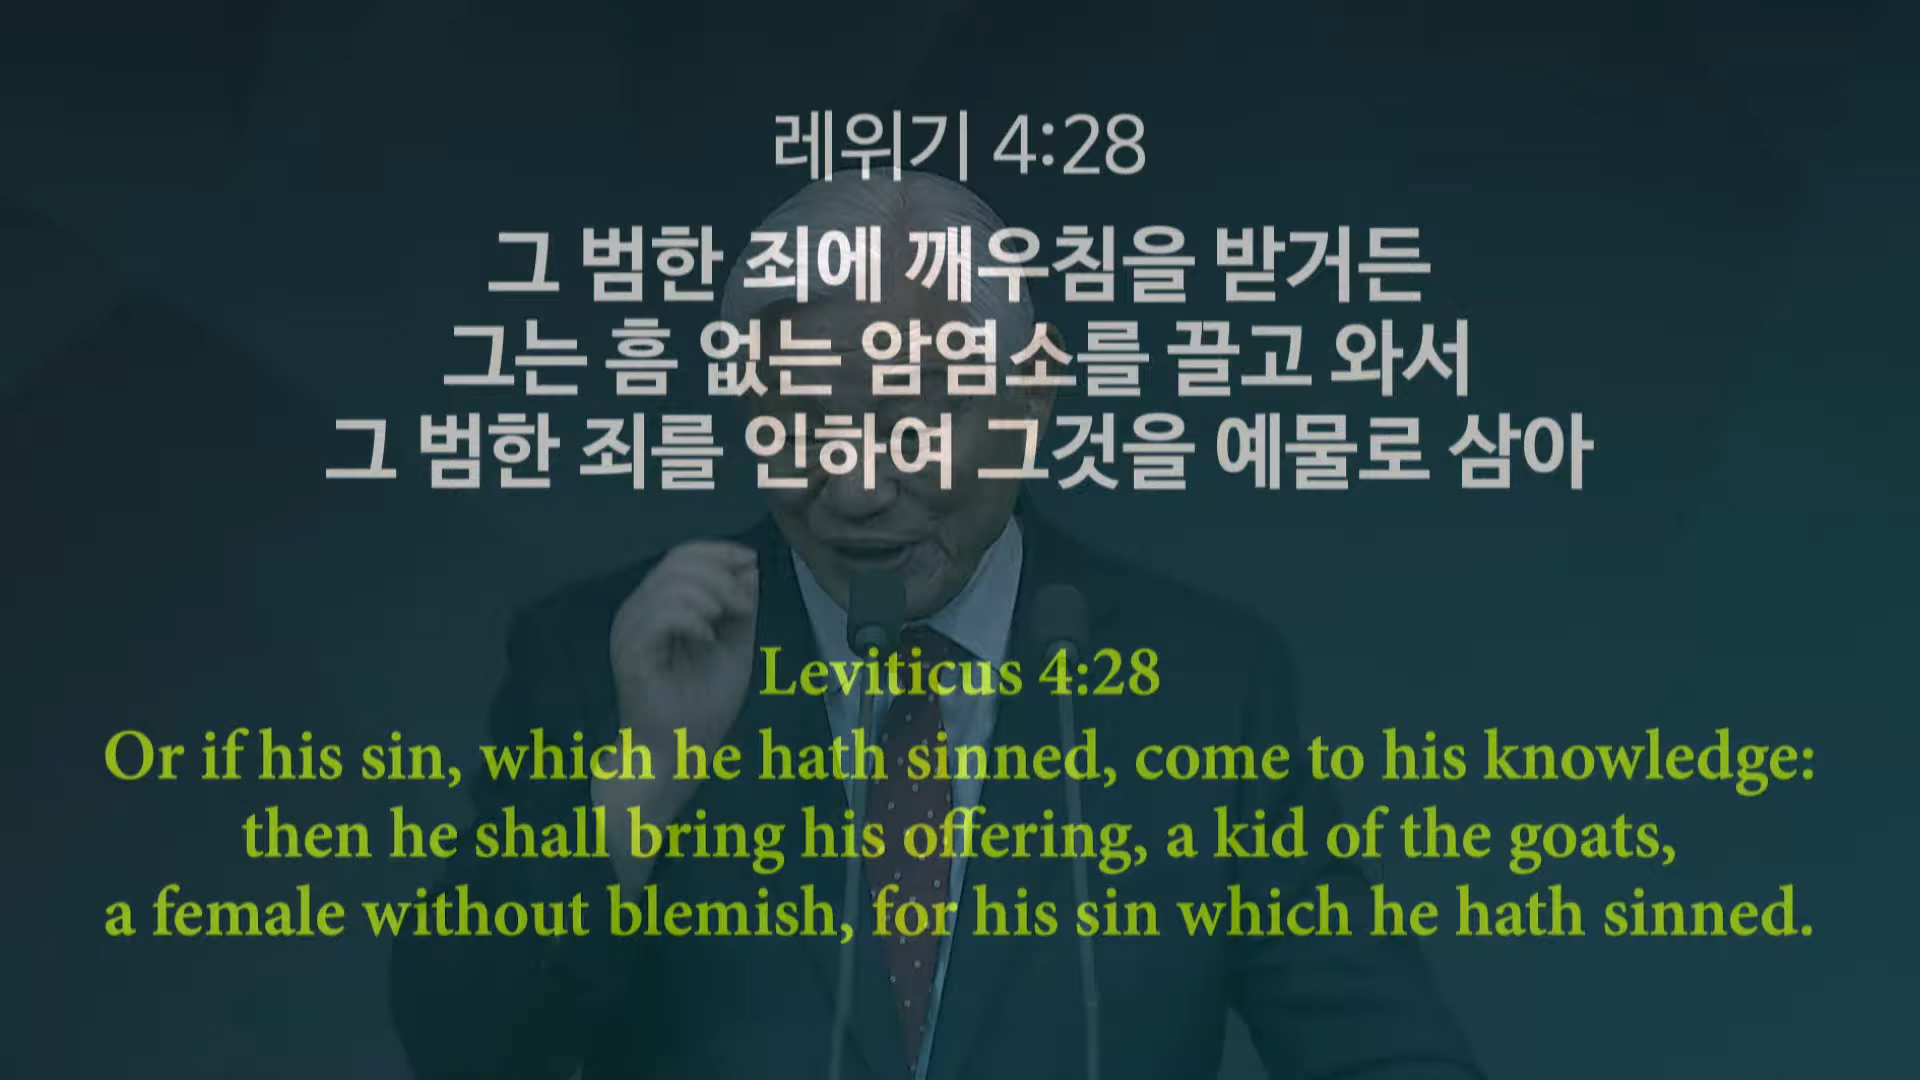 레위기 4:28
그 범한 죄에 깨우침을 받거든
그는 흠 없는 암염소를 끌고 와서
그 범한 죄를 인하여 그것을 예물로 삼아
Leviticus 4:28
Or if his sin, which he hath sinned, come to his knowledge:
then he shall bring his offering, a kid of the goats,
a female without blemish, for his sin which he hath sinned.